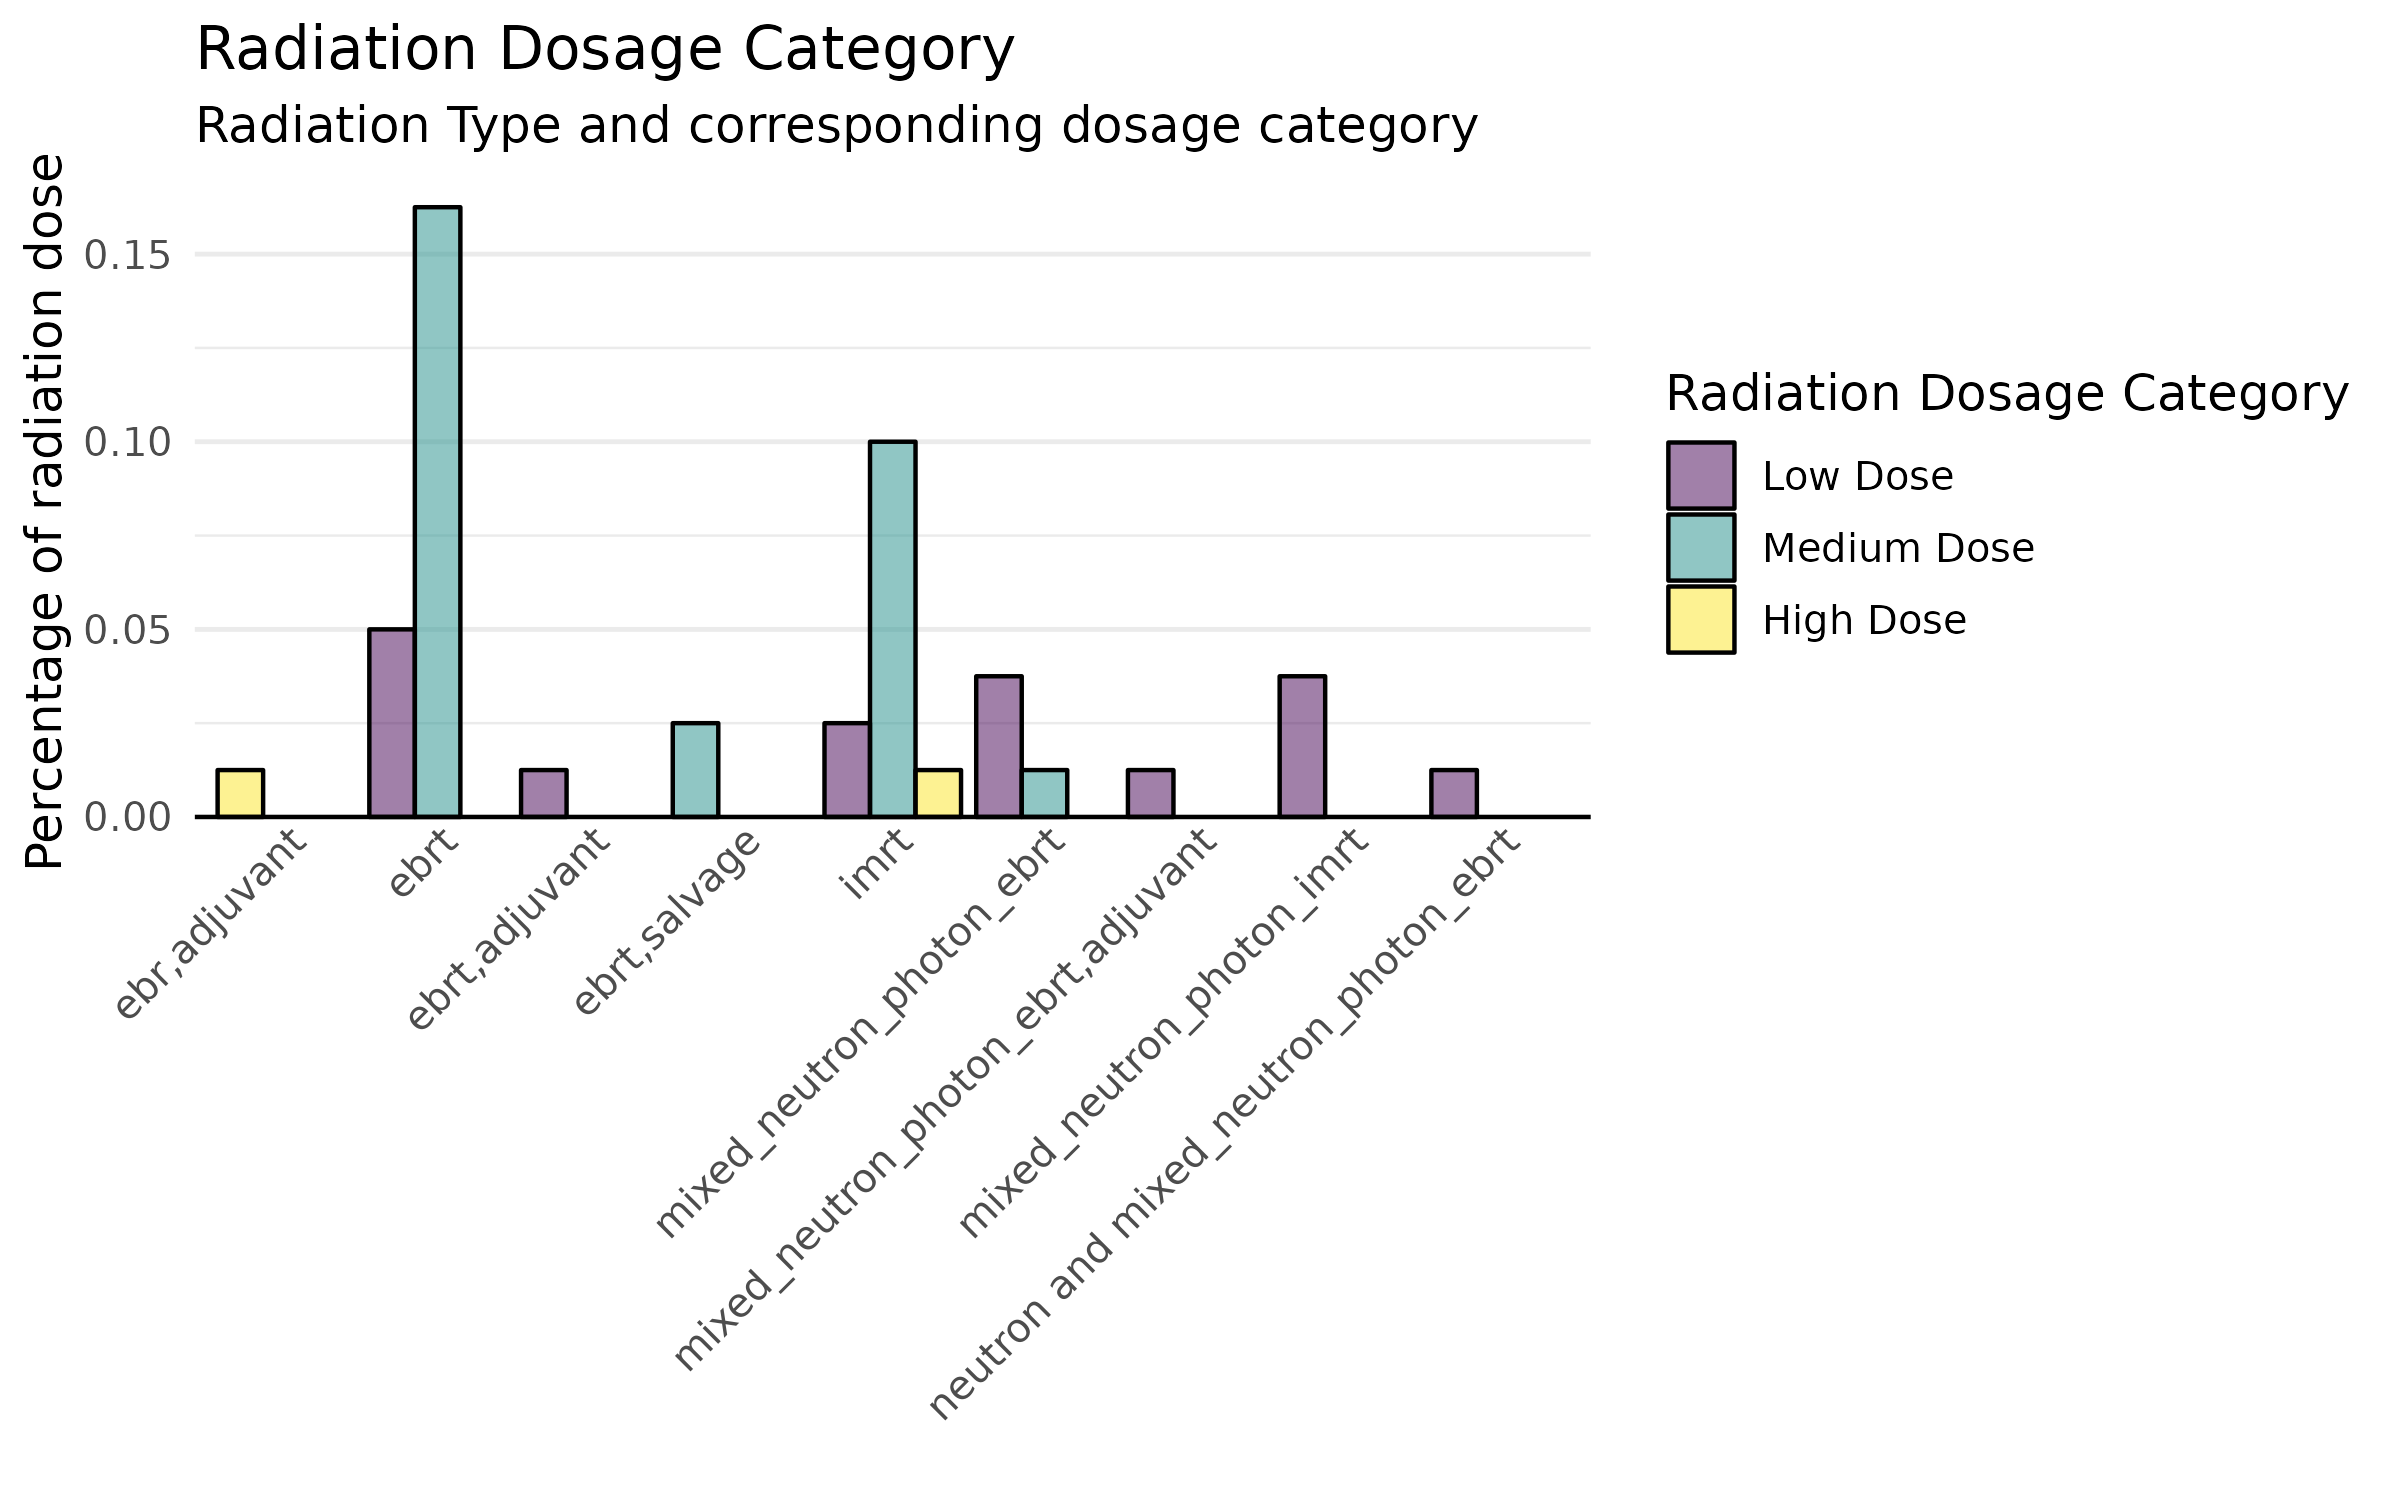 Radiation Dosage Category
Radiation Type and corresponding dosage category
Percentage of radiation dose
0.15
0.10
0.05
0.00
ebr,adjuvant
ebrt
ebrt,adjuvant
ebrt,salvage
imrt
mixed_neutron_photon_ebrt
mixed_neutron_photon_ebrt,adjuvant
mixed_neutron_photon_imrt
neutron and mixed_neutron_photon_ebrt
Radiation Dosage Category
Low Dose
Medium Dose
High Dose